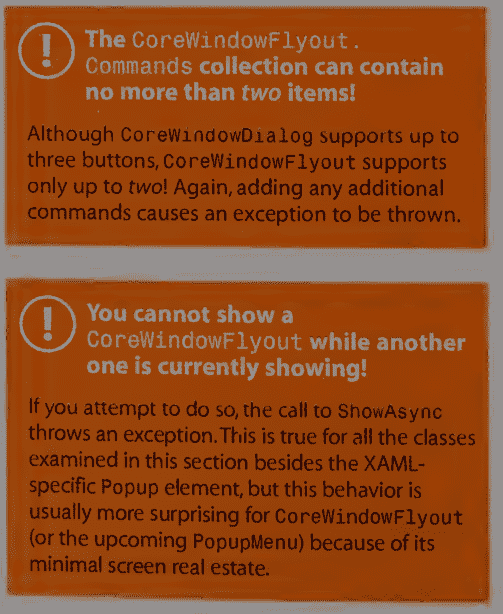 The CoreWindowFlyout.
Commands collection can contain
no more than two items!
Although CoreWindowDialog supports up to
three buttons, CoreWindowFlyout supports
only up to two! Again, adding any additional
commands causes an exception to be thrown.
You cannot show a
CoreWindowFlyout while another
one is currently showing!
If you attempt to do so, the call to ShowAsync
throws an exception. This is true for all the classes
examined in this section besides the XAML-
specific Popup element, but this behavior is
usually more surprising for CoreWindowFlyout
(or the upcoming PopupMenu) because of its
minimal screen real estate.